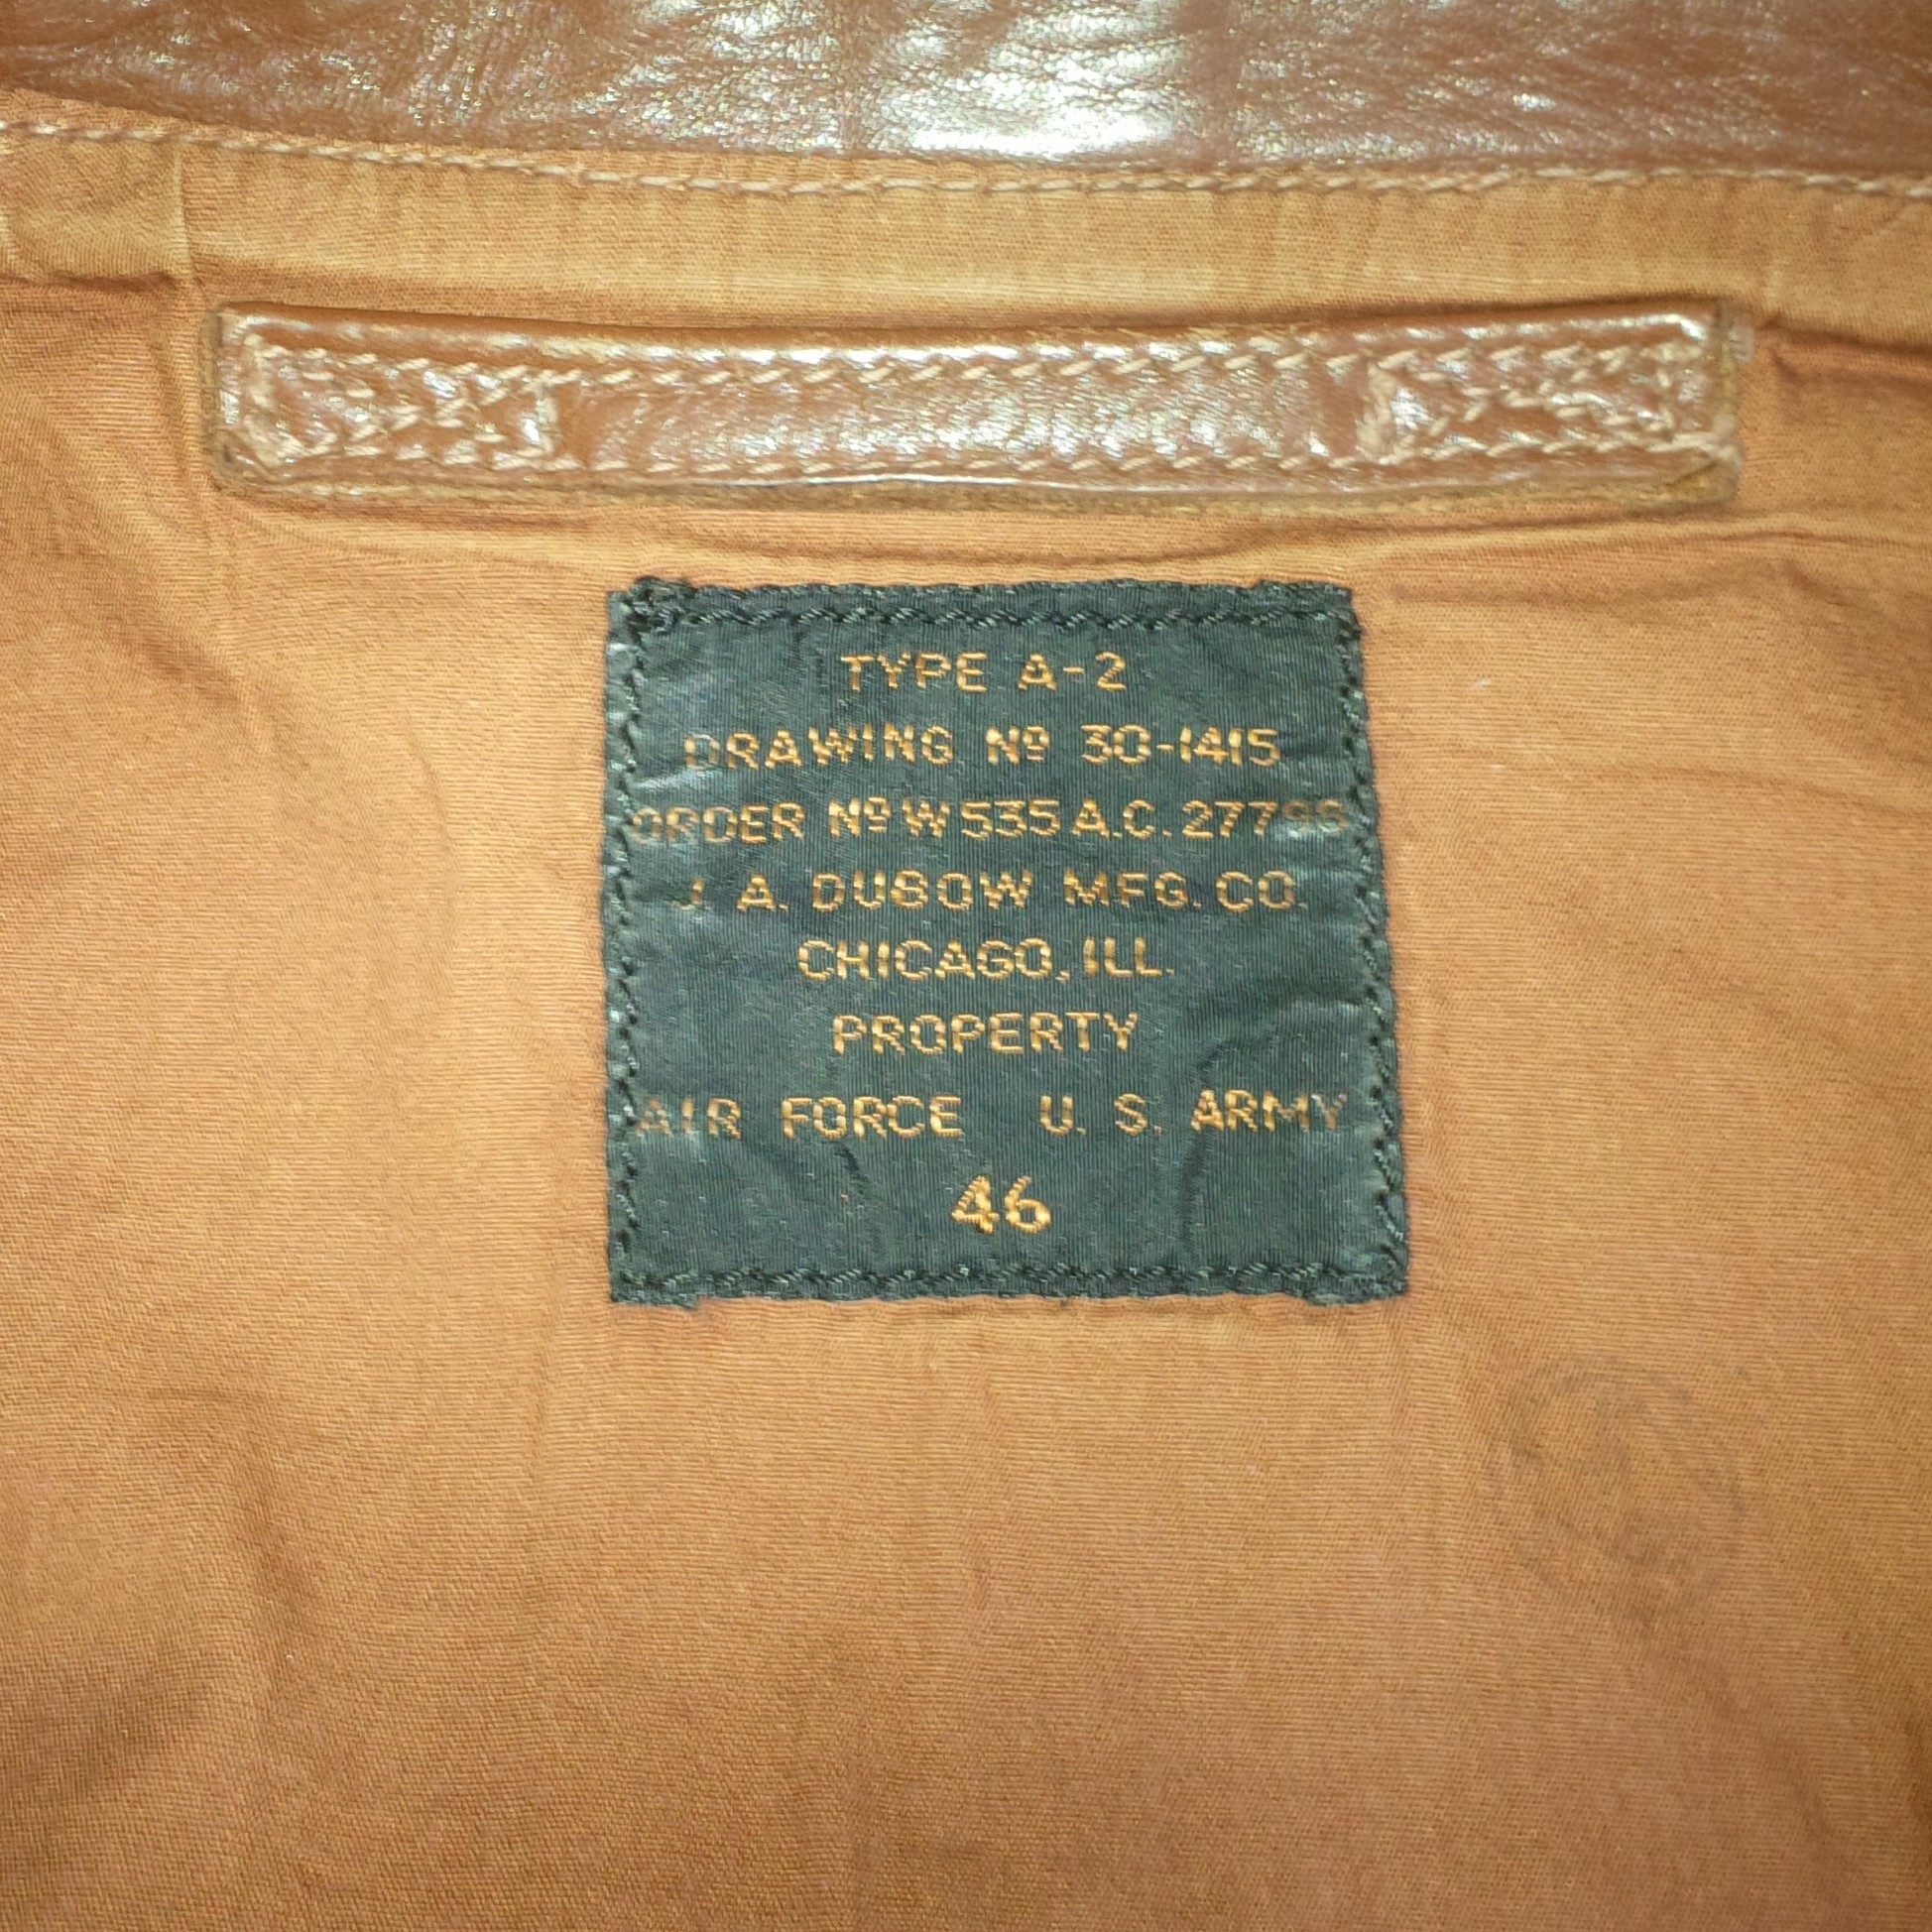 TYPE A-2
DRAWING Nº 30-1415
ORDER Nº W 535 A.C. 27798
J. A. DUBOW MFG. CO.
CHICAGO, ILL.
PROPERTY
AIR FORCE U. S. ARMY
46